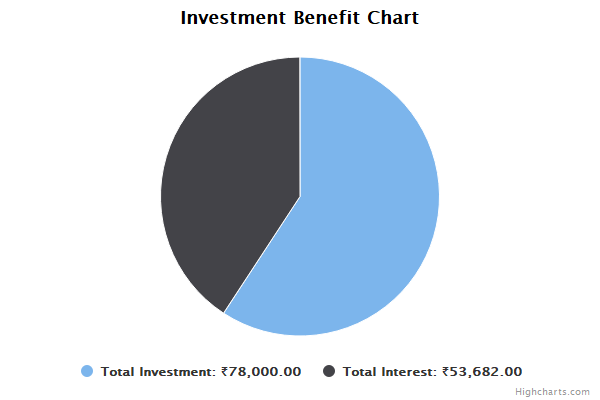 Investment Benefit Chart
Total Investment: ₹78,000.00 Total Interest: ₹53,682.00
Highcharts.com